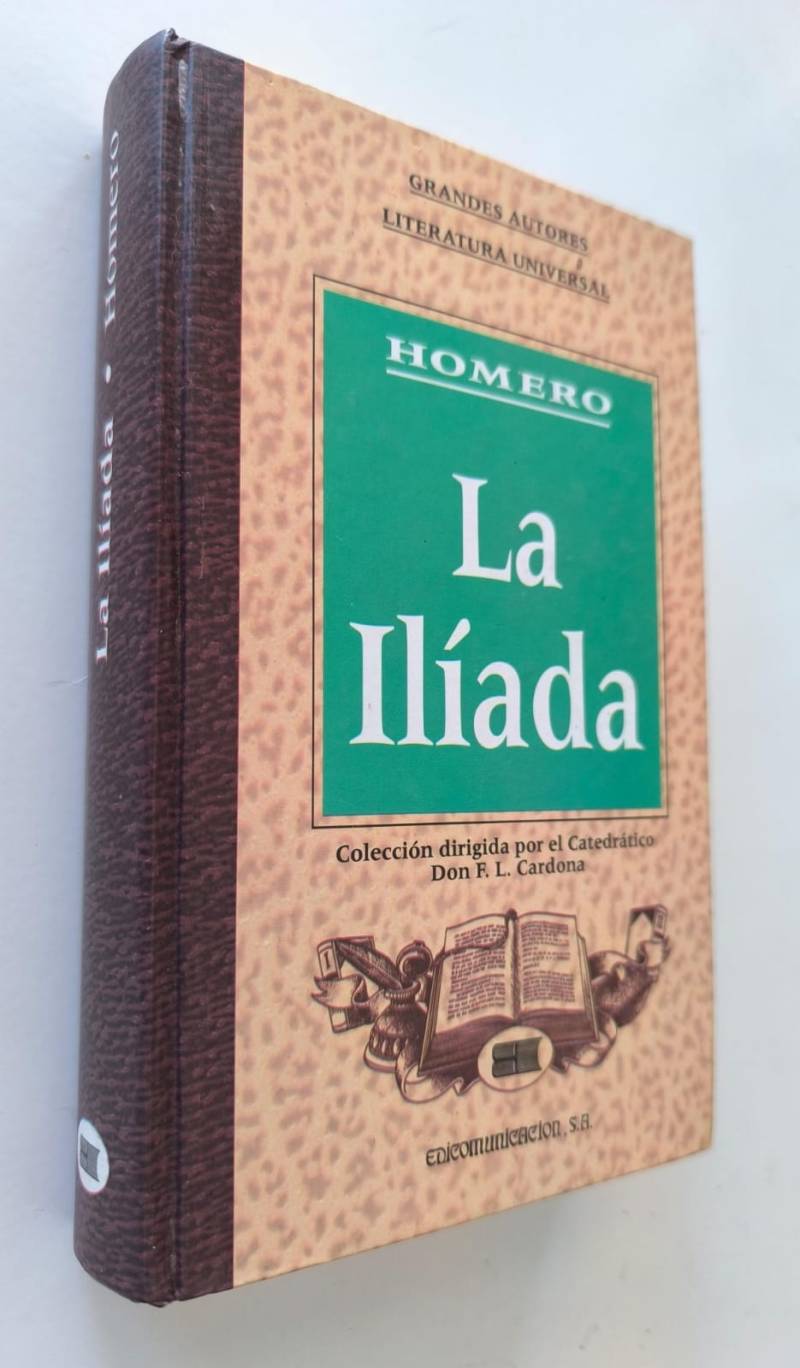 La Ilíada • Homero
GRANDES AUTORES
LITERATURA UNIVERSAL
HOMERO
La
Ilíada
Colección dirigida por el Catedrático
Don F. L. Cardona
EDICOMUNICACION, S.A.